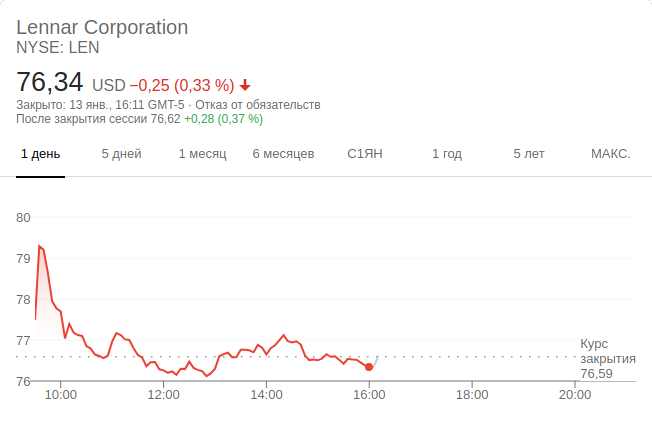 Lennar Corporation
NYSE: LEN
76,34 USD −0,25 (0,33 %)
Закрыто: 13 янв., 16:11 GMT-5 · Отказ от обязательств
После закрытия сессии 76,62 +0,28 (0,37 %)
1 день 5 дней 1 месяц 6 месяцев С1ЯН 1 год 5 лет МАКС.
80
79
78
77
76
Курс
закрытия
76,59
10:00 12:00 14:00 16:00 18:00 20:00